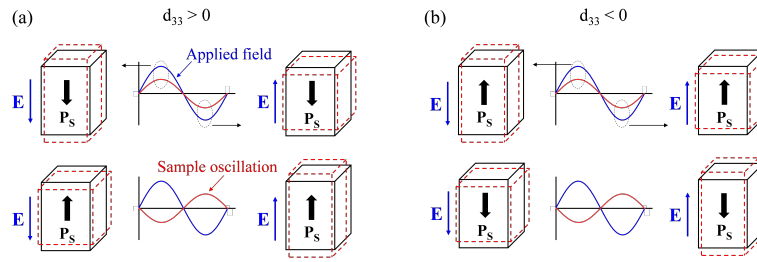 (a)
d33 > 0
(b)
d33 < 0
Applied field
E
PS
E
PS
E
PS
E
PS
Sample oscillation
E
PS
E
PS
E
PS
E
PS